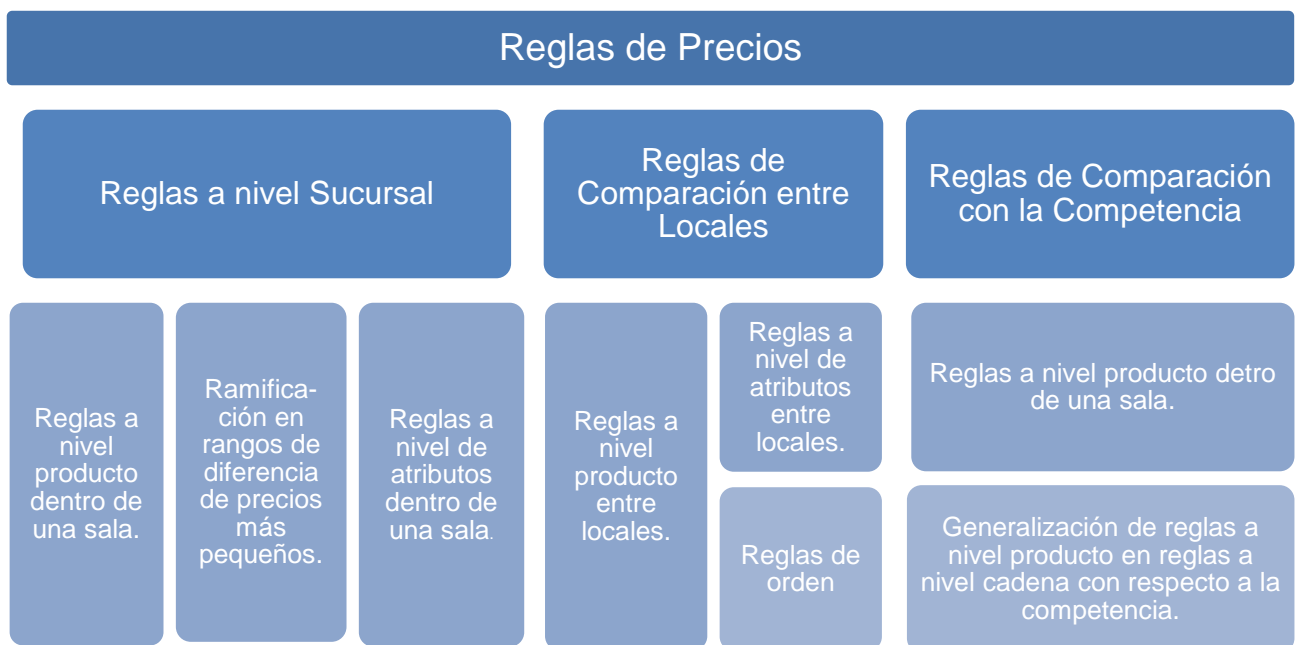 Reglas de Precios
Reglas a nivel Sucursal
Reglas de
Comparación entre
Locales
Reglas de Comparación
con la Competencia
Reglas a
nivel
producto
dentro de
una sala.
Ramifica-
ción en
rangos de
diferencia
de precios
más
pequeños.
Reglas a
nivel de
atributos
dentro de
una sala.
Reglas a
nivel
producto
entre
locales.
Reglas a
nivel de
atributos
entre
locales.
Reglas de
orden
Reglas a nivel producto detro
de una sala.
Generalización de reglas a
nivel producto en reglas a
nivel cadena con respecto a la
competencia.